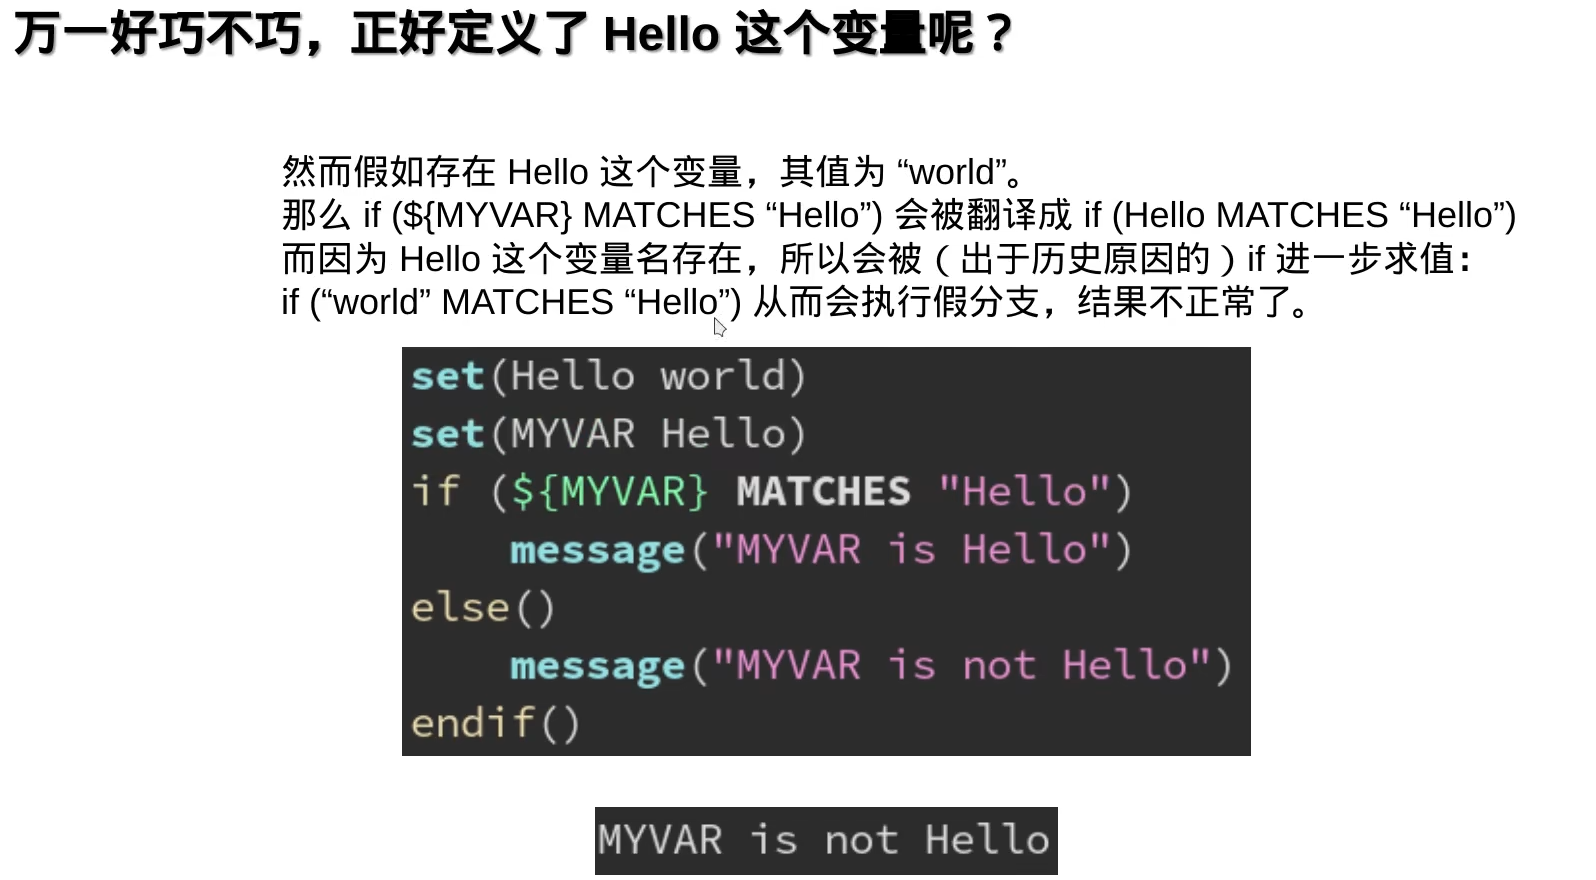 万一好巧不巧，正好定义了 Hello 这个变量呢？
然而假如存在 Hello 这个变量，其值为 “world”。
那么 if (${MYVAR} MATCHES “Hello”) 会被翻译成 if (Hello MATCHES “Hello”)
而因为 Hello 这个变量名存在，所以会被（出于历史原因的）if 进一步求值：
if (“world” MATCHES “Hello”) 从而会执行假分支，结果不正常了。
set(Hello world)
set(MYVAR Hello)
if (${MYVAR} MATCHES "Hello")
    message("MYVAR is Hello")
else()
    message("MYVAR is not Hello")
endif()
MYVAR is not Hello